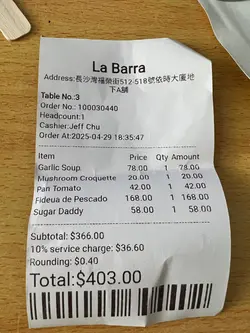 La Barra
Address:長沙灣福榮街512-518號依時大廈地
下A舖
Table No.:3
Order No.: 100030440
Headcount:1
Cashier:Jeff Chu
Order At:2025-04-29 18:35:47
Item Price Qty Amount
Garlic Soup 78.00 1 78.00
Mushroom Croquette 20.00 1 20.00
Pan Tomato 42.00 1 42.00
Fideua de Pescado 168.00 1 168.00
Sugar Daddy 58.00 1 58.00
Subtotal: $366.00
10% service charge: $36.60
Rounding: $0.40
Total:$403.00